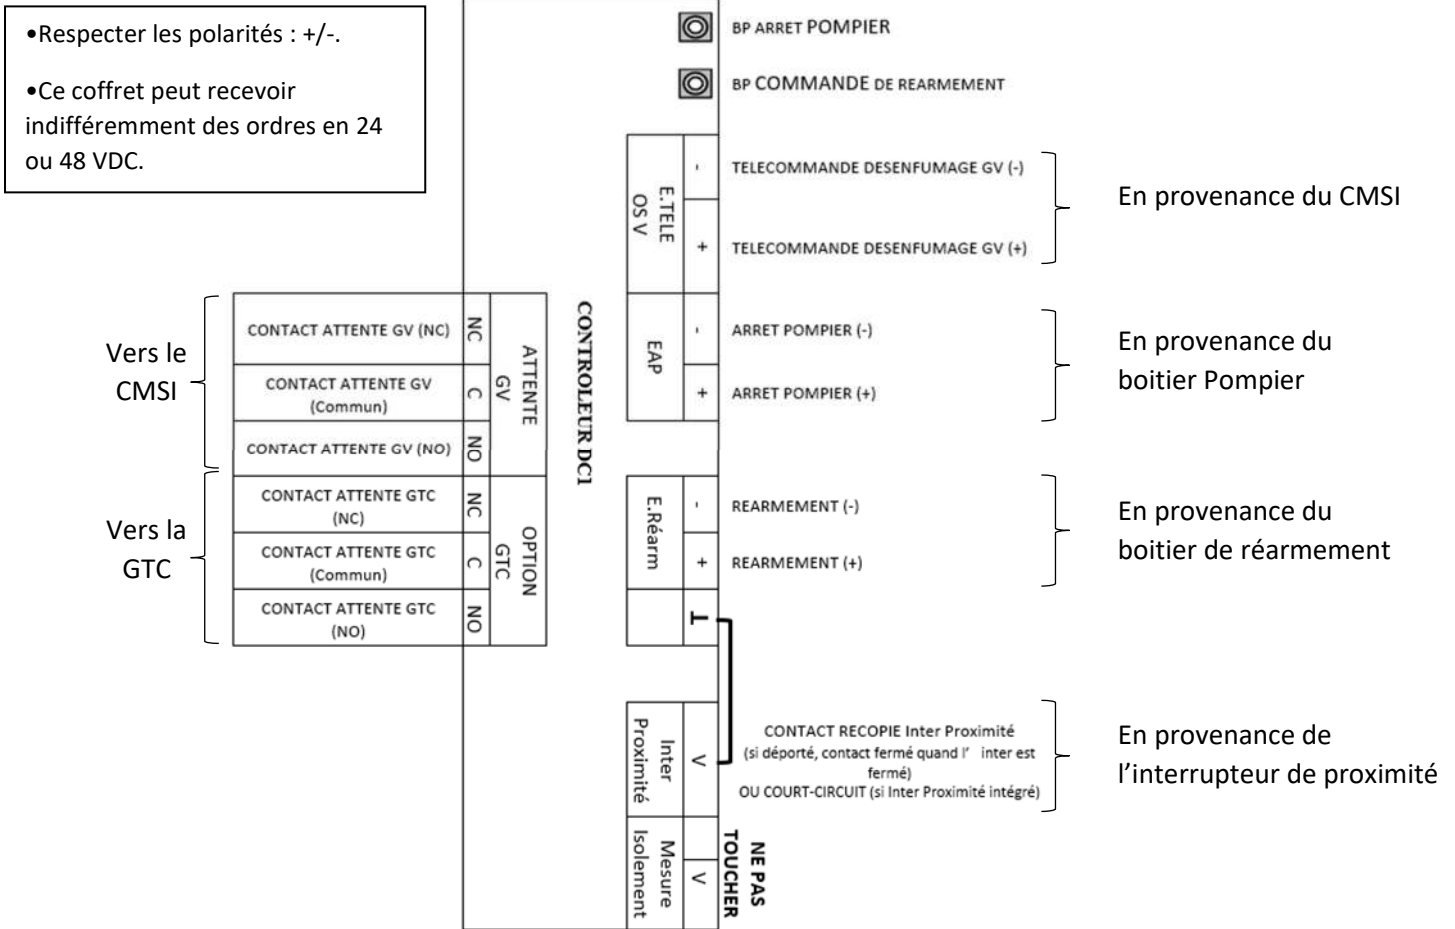 •Respecter les polarités : +/-.
•Ce coffret peut recevoir
indifféremment des ordres en 24
ou 48 VDC.
BP ARRET POMPIER
BP COMMANDE DE REARMEMENT
E.TELE
OS V
-
+
TELECOMMANDE DESENFUMAGE GV (-)
TELECOMMANDE DESENFUMAGE GV (+)
En provenance du CMSI
EAP
-
+
ARRET POMPIER (-)
ARRET POMPIER (+)
En provenance du
boitier Pompier
E.Réarm
-
+
REARMEMENT (-)
REARMEMENT (+)
En provenance du
boitier de réarmement
Inter
Proximité
V
CONTACT RECOPIE Inter Proximité
(si déporté, contact fermé quand l' inter est
fermé)
OU COURT-CIRCUIT (si Inter Proximité intégré)
En provenance de
l'interrupteur de proximité
Mesure
Isolement
V
NE PAS
TOUCHER
CONTROLEUR DC1
Vers le
CMSI
CONTACT ATTENTE GV (NC)
NC
CONTACT ATTENTE GV
(Commun)
C
CONTACT ATTENTE GV (NO)
NO
ATTENTE
GV
Vers la
GTC
CONTACT ATTENTE GTC
(NC)
NC
CONTACT ATTENTE GTC
(Commun)
C
CONTACT ATTENTE GTC
(NO)
NO
OPTION
GTC